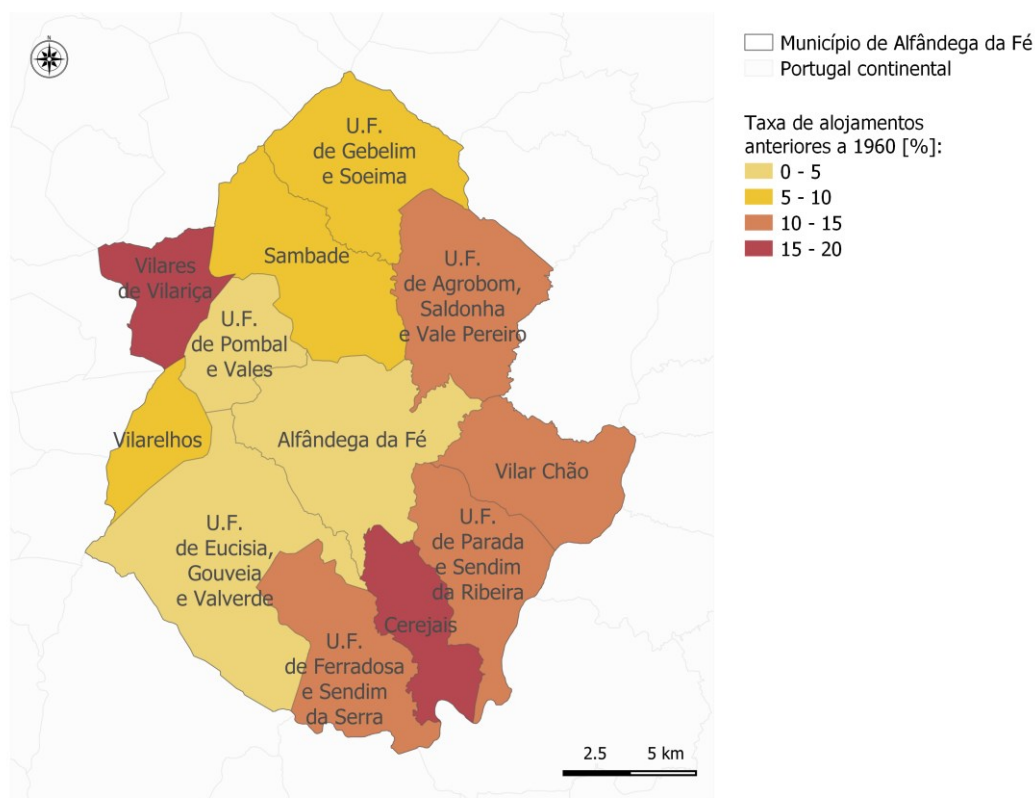 N
Município de Alfândega da Fé
Portugal continental
Taxa de alojamentos
anteriores a 1960 [%]:
0 - 5
5 - 10
10 - 15
15 - 20
U.F.
de Gebelim
e Soeima
Sambade
Vilares
de Vilariça
U.F.
de Agrobom,
Saldonha
e Vale Pereiro
U.F.
de Pombal
e Vales
Vilarelhos
Alfândega da Fé
Vilar Chão
U.F.
de Eucisia,
Gouveia
e Valverde
U.F.
de Parada
e Sendim
da Ribeira
Cerejais
U.F.
de Ferradosa
e Sendim
da Serra
2.5 5 km